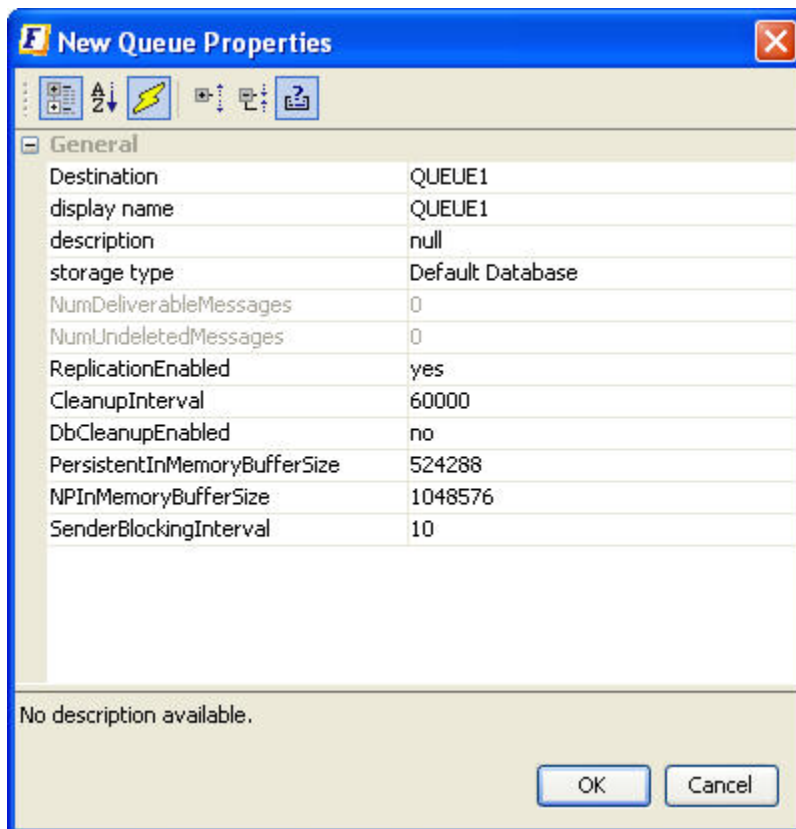 F New Queue Properties
A Z
General
Destination QUEUE1
display name QUEUE1
description null
storage type Default Database
NumDeliverableMessages 0
NumUndeletedMessages 0
ReplicationEnabled yes
CleanupInterval 60000
DbCleanupEnabled no
PersistentInMemoryBufferSize 524288
NPInMemoryBufferSize 1048576
SenderBlockingInterval 10
No description available.
OK Cancel